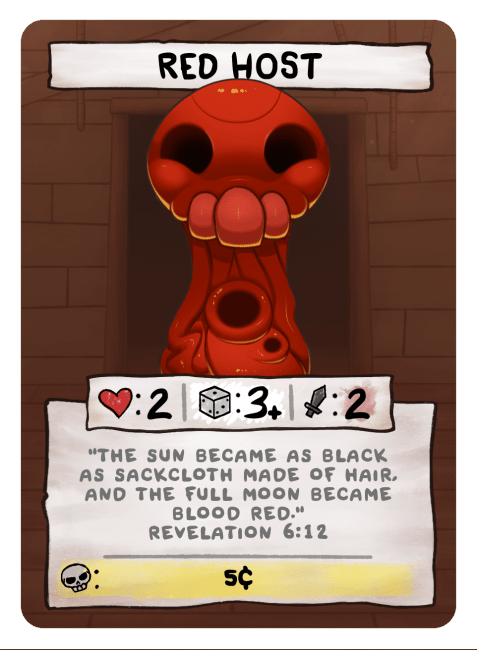 RED HOST
:2 :3+ :2
"THE SUN BECAME AS BLACK
AS SACKCLOTH MADE OF HAIR,
AND THE FULL MOON BECAME
BLOOD RED."
REVELATION 6:12
: 5¢